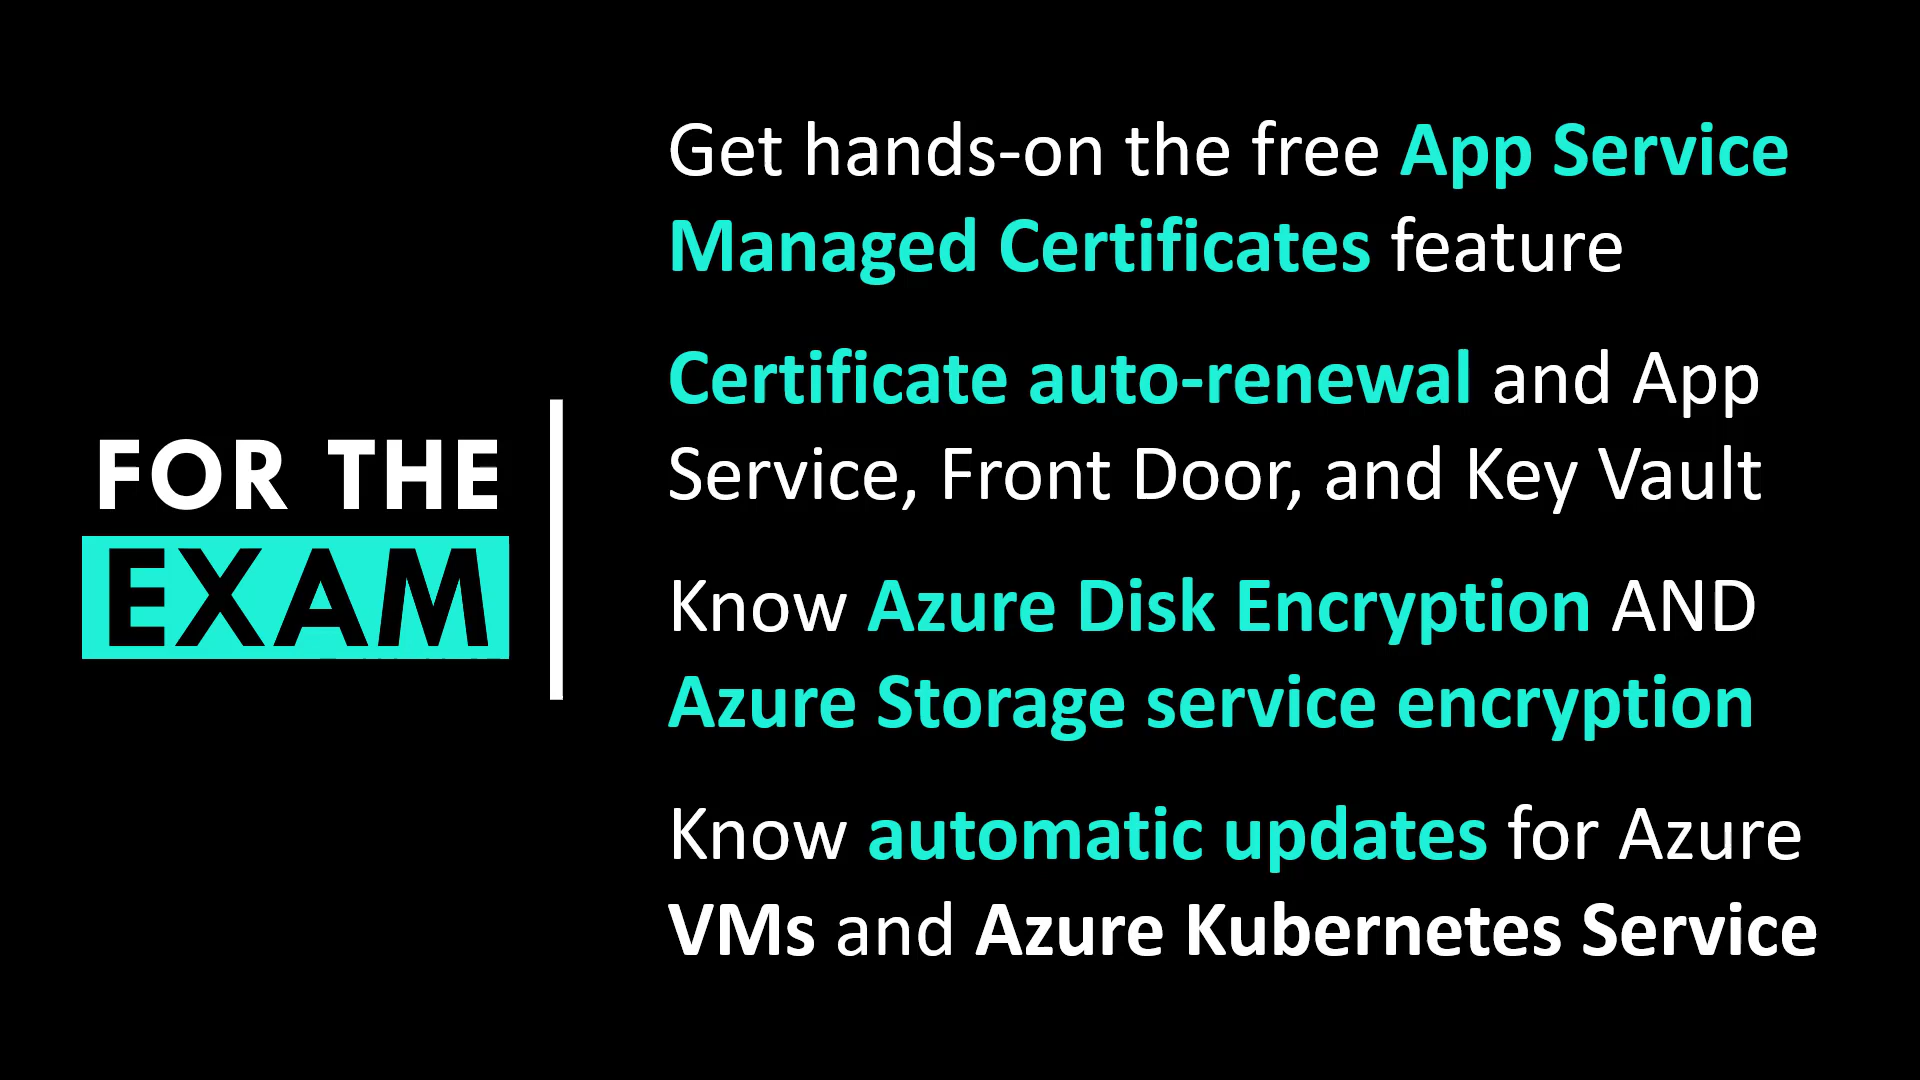 FOR THE
EXAM
Get hands-on the free App Service
Managed Certificates feature
Certificate auto-renewal and App
Service, Front Door, and Key Vault
Know Azure Disk Encryption AND
Azure Storage service encryption
Know automatic updates for Azure
VMs and Azure Kubernetes Service